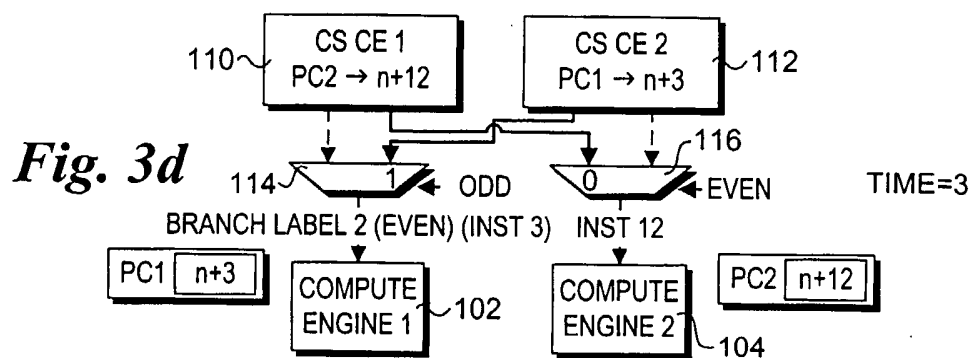 110
CS CE 1
PC2 → n+12
CS CE 2
PC1 → n+3
112
Fig. 3d
114
1
ODD
0
116
EVEN
TIME=3
BRANCH LABEL 2 (EVEN) (INST 3)
INST 12
PC1 n+3
COMPUTE
ENGINE 1
102
COMPUTE
ENGINE 2
104
PC2 n+12